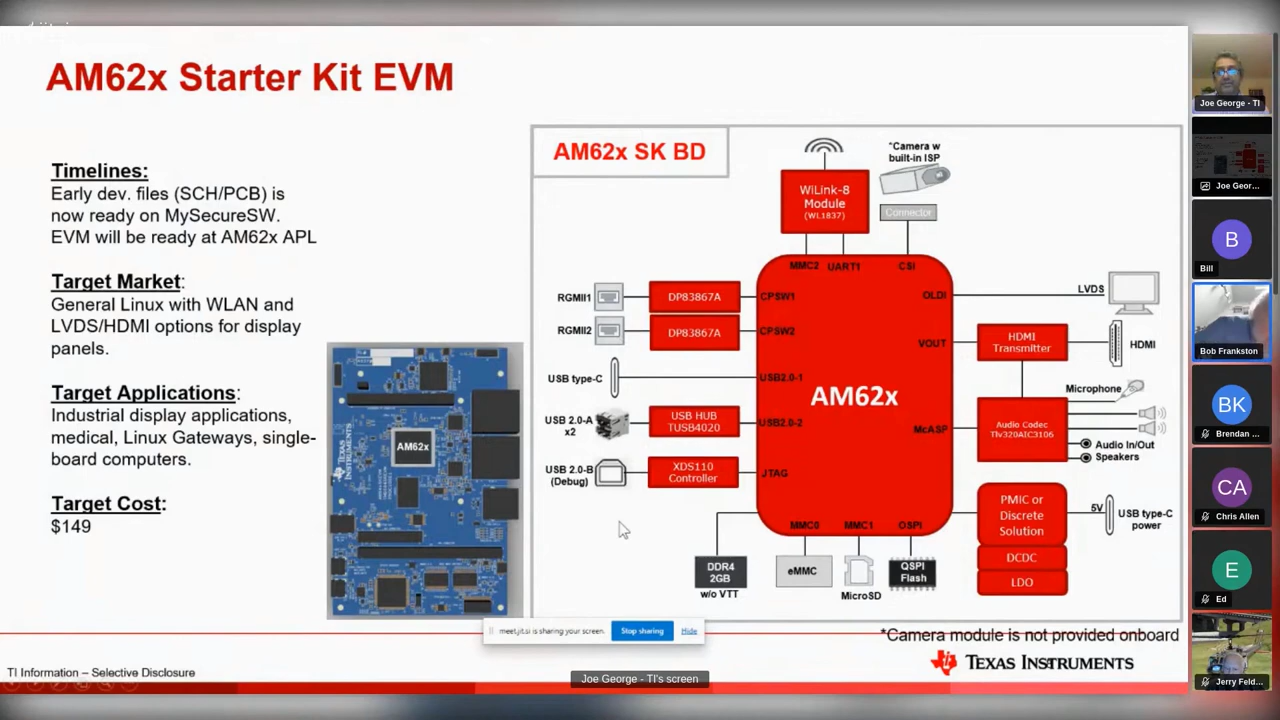 AM62x Starter Kit EVM
Timelines:
Early dev. files (SCH/PCB) is
now ready on MySecureSW.
EVM will be ready at AM62x APL
Target Market:
General Linux with WLAN and
LVDS/HDMI options for display
panels.
Target Applications:
Industrial display applications,
medical, Linux Gateways, single-
board computers.
Target Cost:
$149
AM62x
TEXAS INSTRUMENTS
AM62x SK BD
WiLink-8
Module
(WL1837)
*Camera w
built-in ISP
Connector
MMC2
UART1
CSI
RGMII1
DP83867A
CPSW1
OLDI
LVDS
RGMII2
DP83867A
CPSW2
VOUT
HDMI
Transmitter
HDMI
USB type-C
USB2.0-1
AM62x
Microphone
USB 2.0-A
x2
USB HUB
TUSB4020
USB2.0-2
McASP
Audio Codec
Tlv320AIC3106
Audio In/Out
Speakers
USB 2.0-B
(Debug)
XDS110
Controller
JTAG
PMIC or
Discrete
Solution
DCDC
LDO
5V
USB type-C
power
MMC0
MMC1
OSPI
DDR4
2GB
w/o VTT
eMMC
MicroSD
QSPI
Flash
meet.jit.si is sharing your screen.
Stop sharing
Hide
*Camera module is not provided onboard
TI Information – Selective Disclosure
TEXAS INSTRUMENTS
Joe George - TI's screen
Joe George - TI
Joe Geor...
B
Bill
Bob Frankston
BK
Brendan ...
CA
Chris Allen
E
Ed
Jerry Feld...